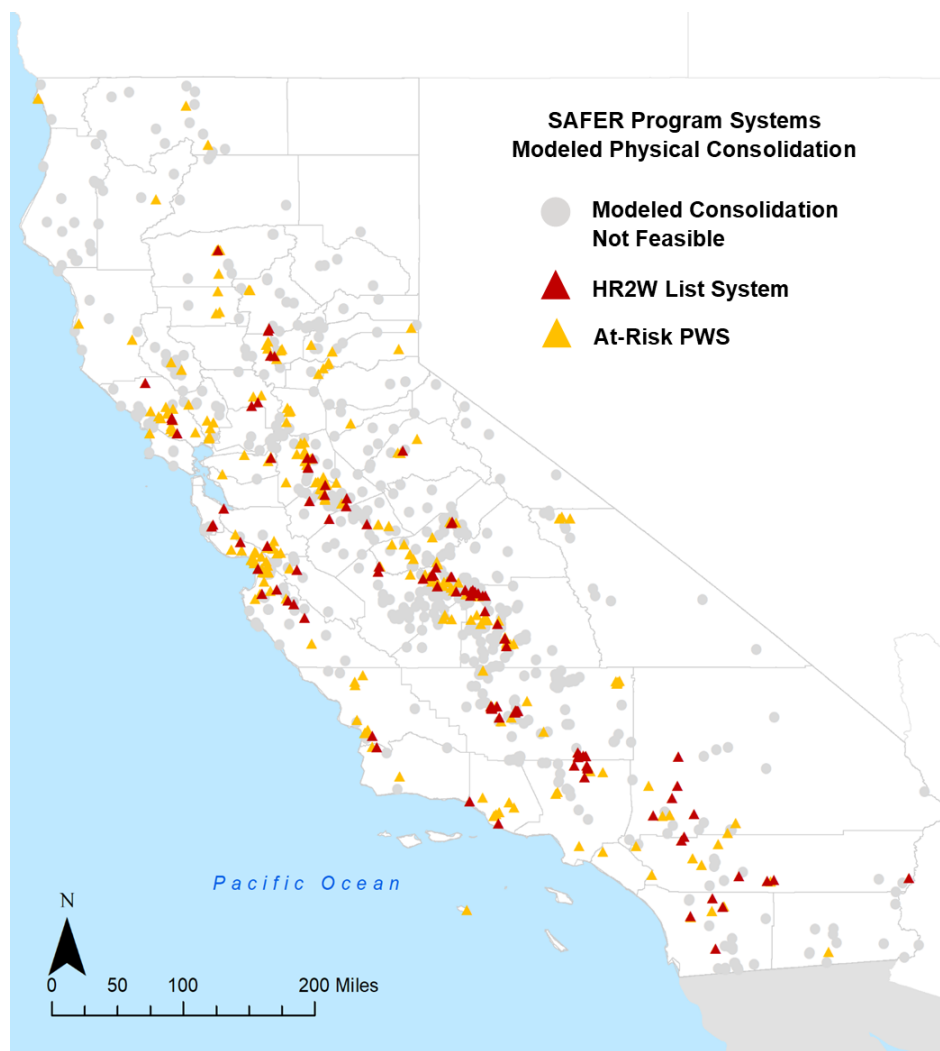 SAFER Program Systems
Modeled Physical Consolidation
Modeled Consolidation
Not Feasible
HR2W List System
At-Risk PWS
Pacific Ocean
N
0 50 100 200 Miles